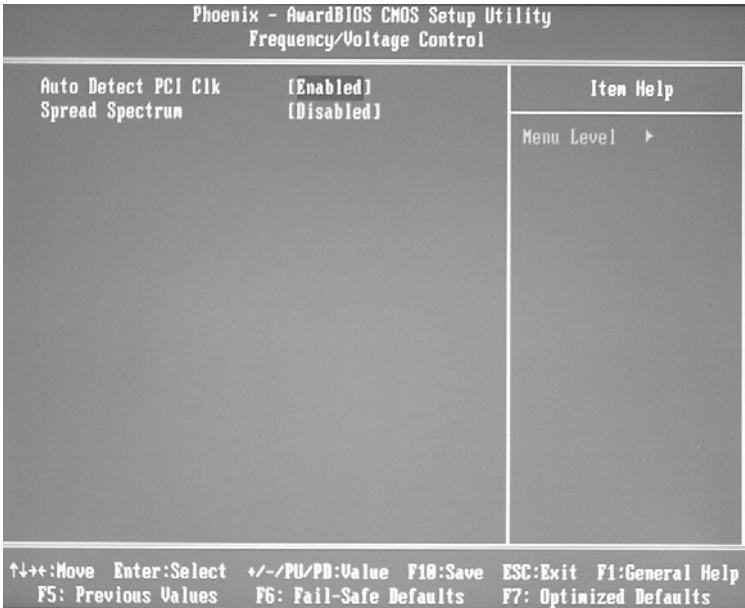 Phoenix - AwardBIOS CMOS Setup Utility
Frequency/Voltage Control
Auto Detect PCI Clk [Enabled]
Spread Spectrum [Disabled]
Item Help
Menu Level ▶
↑↓→←:Move Enter:Select +/-/PU/PD:Value F10:Save ESC:Exit F1:General Help
F5: Previous Values F6: Fail-Safe Defaults F7: Optimized Defaults